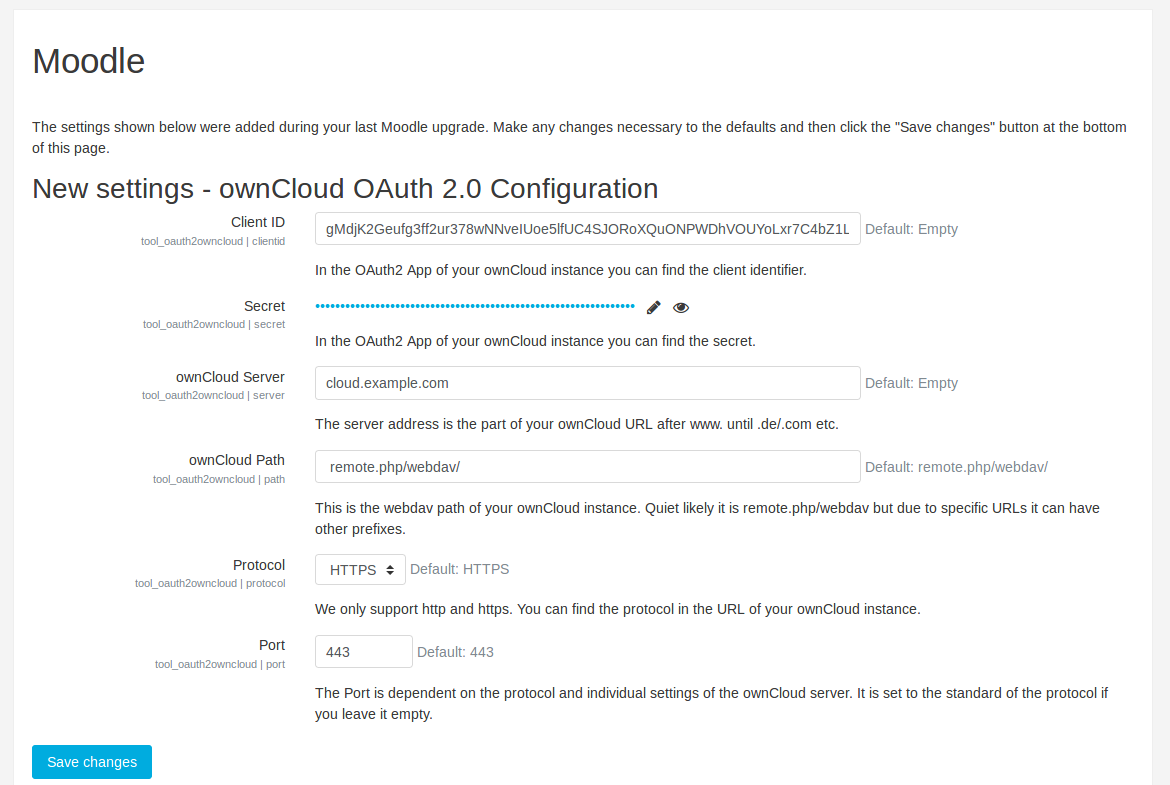 Moodle
The settings shown below were added during your last Moodle upgrade. Make any changes necessary to the defaults and then click the "Save changes" button at the bottom
of this page.
New settings - ownCloud OAuth 2.0 Configuration
Client ID
tool_oauth2owncloud | clientid
gMdjK2Geufg3ff2ur378wNNveIUoe5lfUC4SJORoXQuONPWDhVOUYoLxr7C4bZ1L Default: Empty
In the OAuth2 App of your ownCloud instance you can find the client identifier.
Secret
tool_oauth2owncloud | secret
In the OAuth2 App of your ownCloud instance you can find the secret.
ownCloud Server
tool_oauth2owncloud | server
cloud.example.com Default: Empty
The server address is the part of your ownCloud URL after www. until .de/.com etc.
ownCloud Path
tool_oauth2owncloud | path
remote.php/webdav/ Default: remote.php/webdav/
This is the webdav path of your ownCloud instance. Quiet likely it is remote.php/webdav but due to specific URLs it can have
other prefixes.
Protocol
tool_oauth2owncloud | protocol
HTTPS Default: HTTPS
We only support http and https. You can find the protocol in the URL of your ownCloud instance.
Port
tool_oauth2owncloud | port
443 Default: 443
The Port is dependent on the protocol and individual settings of the ownCloud server. It is set to the standard of the protocol if
you leave it empty.
Save changes